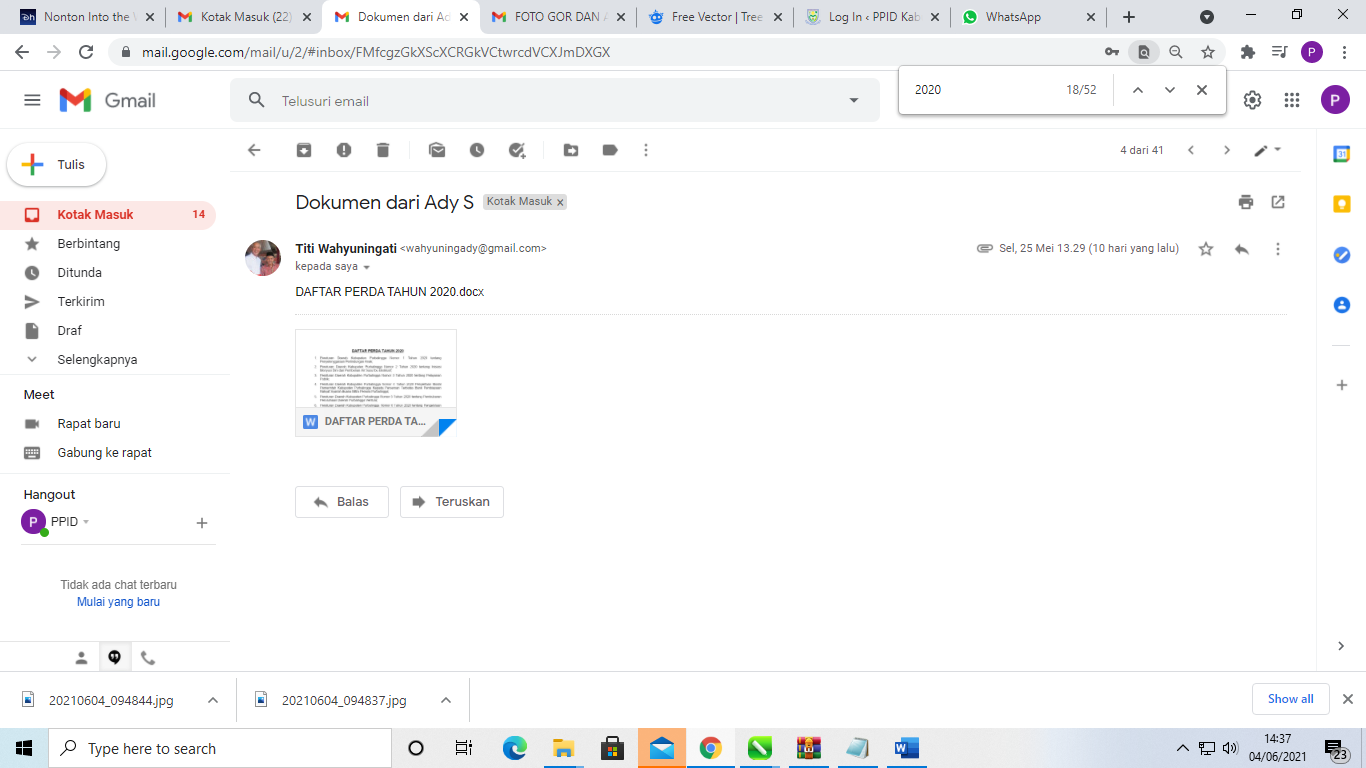 Nonton Into the W
Kotak Masuk (22)
Dokumen dari Ad
FOTO GOR DAN A
Free Vector | Tree
Log In ‹ PPID Kab
WhatsApp
mail.google.com/mail/u/2/#inbox/FMfcgzGkXScXCRGkVCtwrcdVCXJmDXGX
2020 18/52
Gmail
Telusuri email
P
P
Tulis
4 dari 41
Kotak Masuk 14
Berbintang
Ditunda
Terkirim
Draf
Selengkapnya
Meet
Rapat baru
Gabung ke rapat
Hangout
P PPID
Tidak ada chat terbaru
Mulai yang baru
Dokumen dari Ady S Kotak Masuk x
Titi Wahyuningati <wahyuningady@gmail.com> Sel, 25 Mei 13.29 (10 hari yang lalu)
kepada saya
DAFTAR PERDA TAHUN 2020.docx
DAFTAR PERDA TAHUN 2020
W DAFTAR PERDA TA...
Balas
Teruskan
31
20210604_094844.jpg
20210604_094837.jpg
Show all
Type here to search
W
14:37
04/06/2021
23